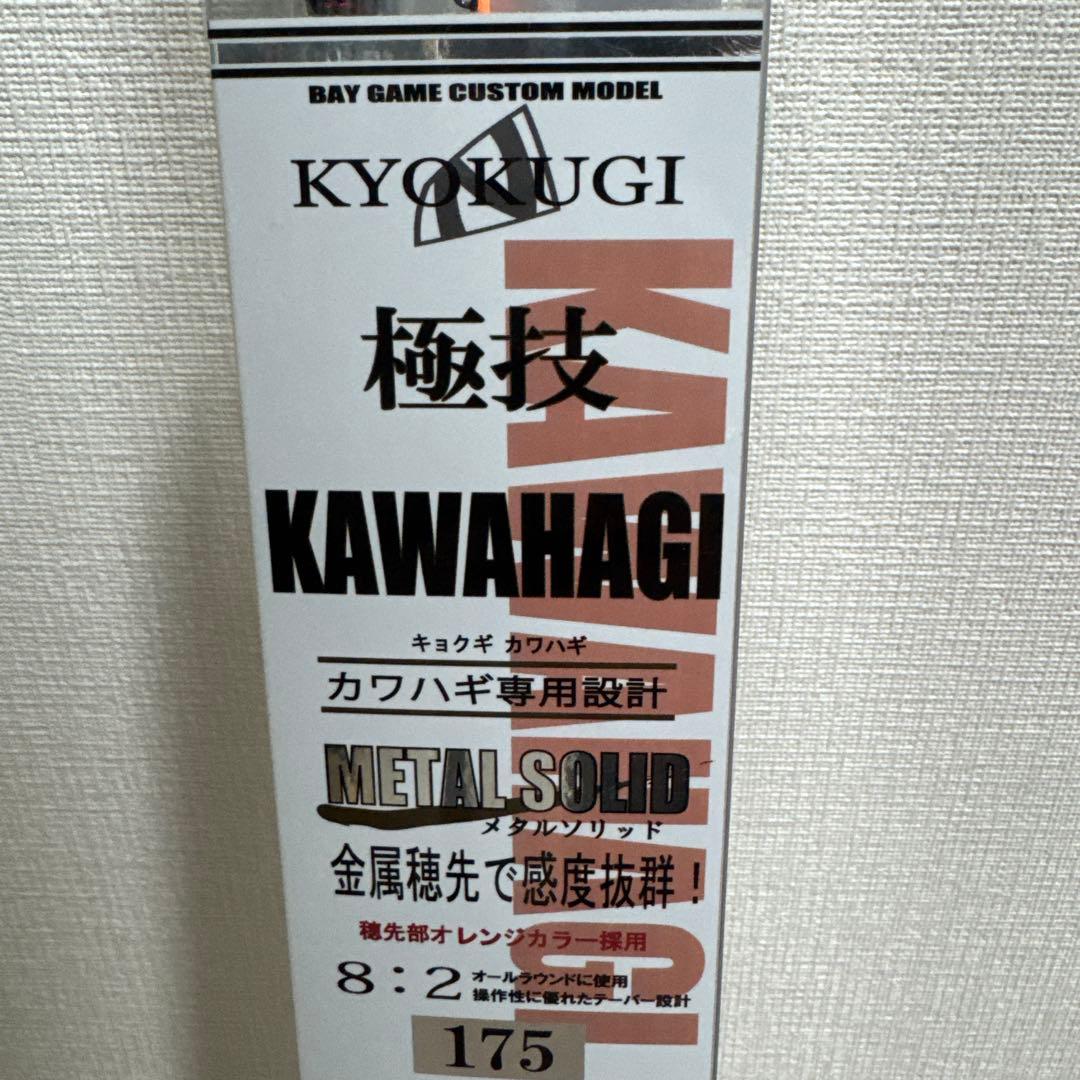 BAY GAME CUSTOM MODEL
KYOKUGI
極技
KAWAHAGI
KAWAHAGI
キョクギ カワハギ
カワハギ専用設計
METAL SOLID
メタルソリッド
金属穂先で感度抜群!
穂先部オレンジカラー採用
8:2
オールラウンドに使用
操作性に優れたテーパー設計
175